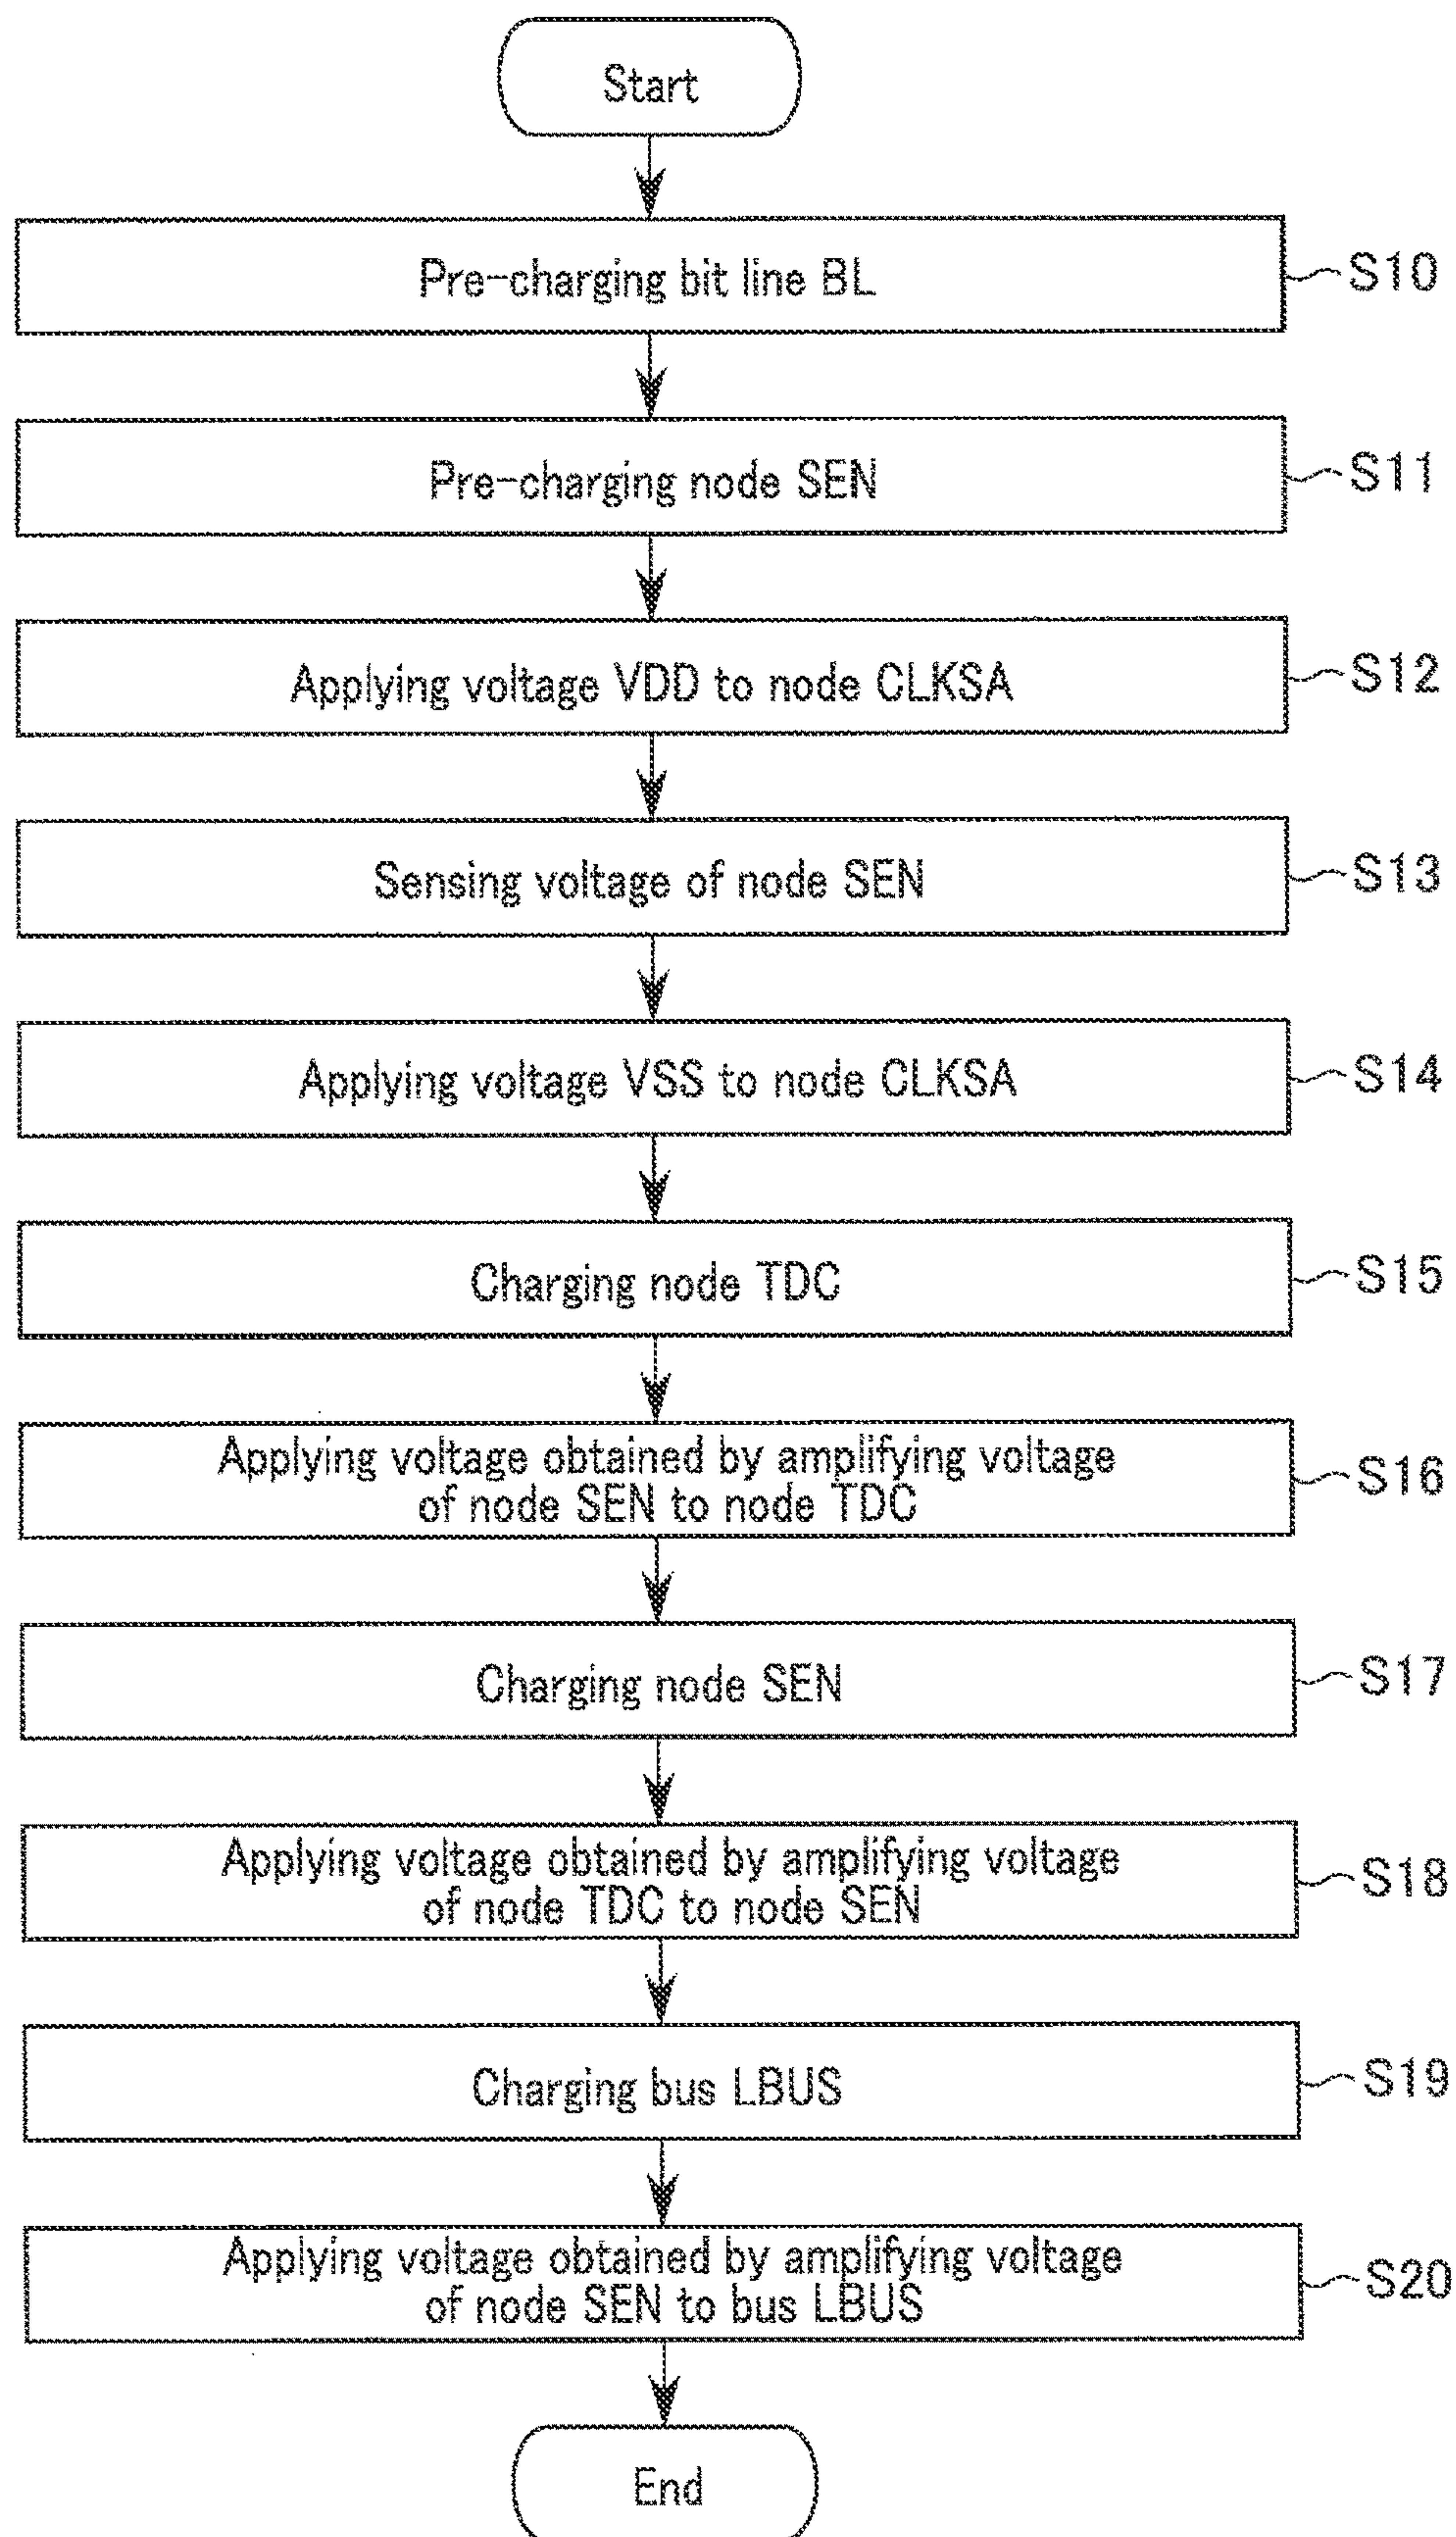 Start
Pre-charging bit line BL
S10
Pre-charging node SEN
S11
Applying voltage VDD to node CLKSA
S12
Sensing voltage of node SEN
S13
Applying voltage VSS to node CLKSA
S14
Charging node TDC
S15
Applying voltage obtained by amplifying voltage
of node SEN to node TDC
S16
Charging node SEN
S17
Applying voltage obtained by amplifying voltage
of node TDC to node SEN
S18
Charging bus LBUS
S19
Applying voltage obtained by amplifying voltage
of node SEN to bus LBUS
S20
End